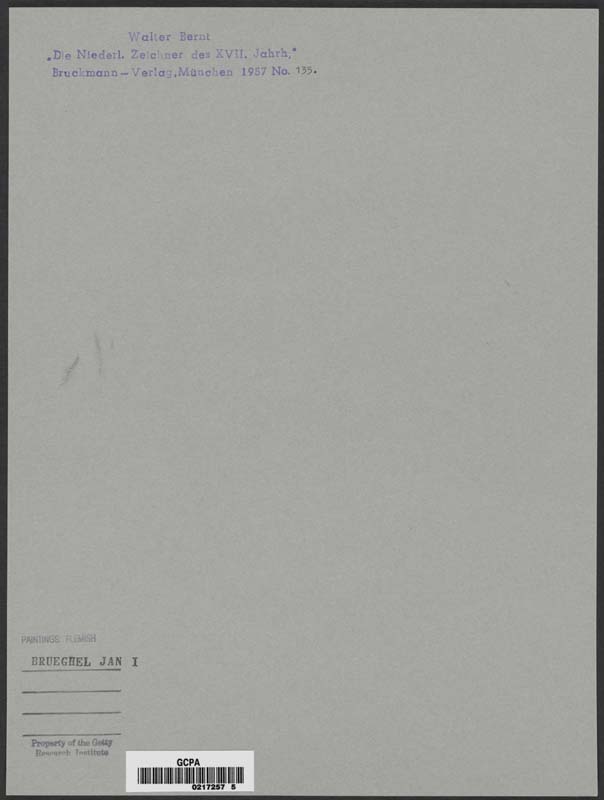 Walter Bernt
„Die Niederl. Zeichner des XVII. Jahrh,"
Bruckmann-Verlag, München 1957 No. 135.
PAINTINGS: FLEMISH
BRUEGHEL JAN I
Property of the Getty
Research Institute
GCPA
0217257 5